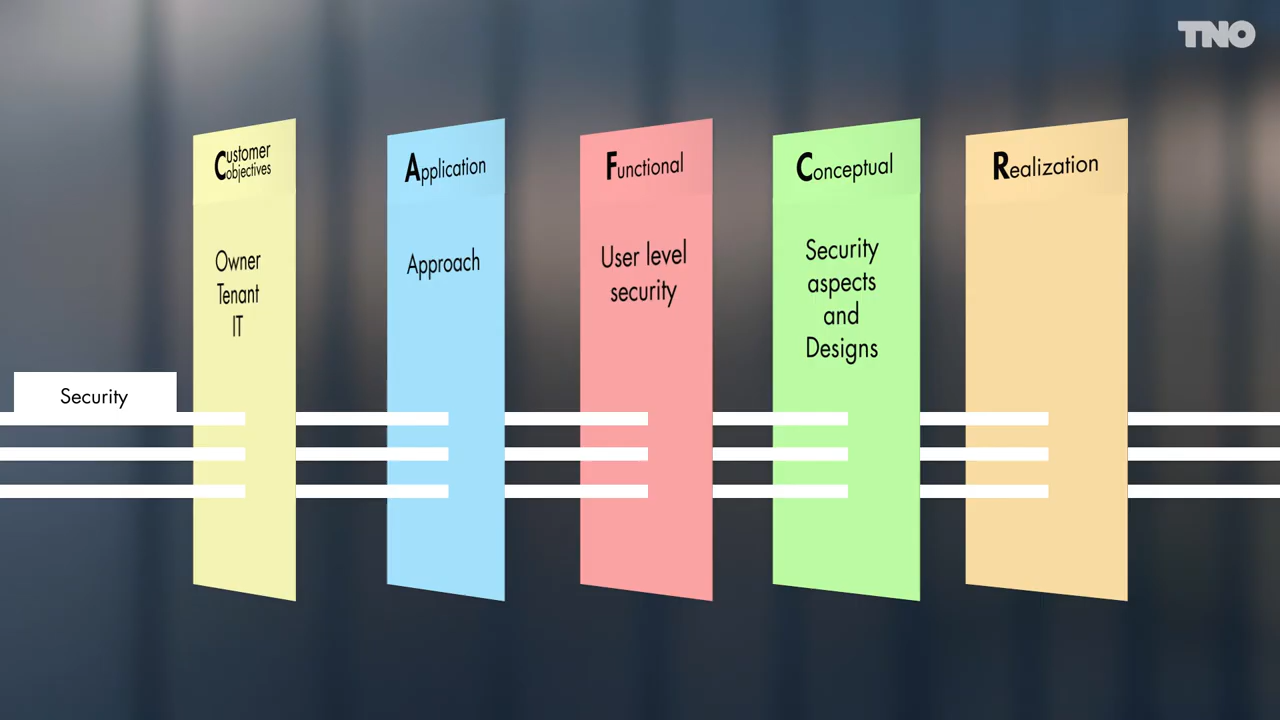 TNO
Customer
objectives
Application
Functional
Conceptual
Realization
Owner
Tenant
IT
Approach
User level
security
Security
aspects
and
Designs
Security